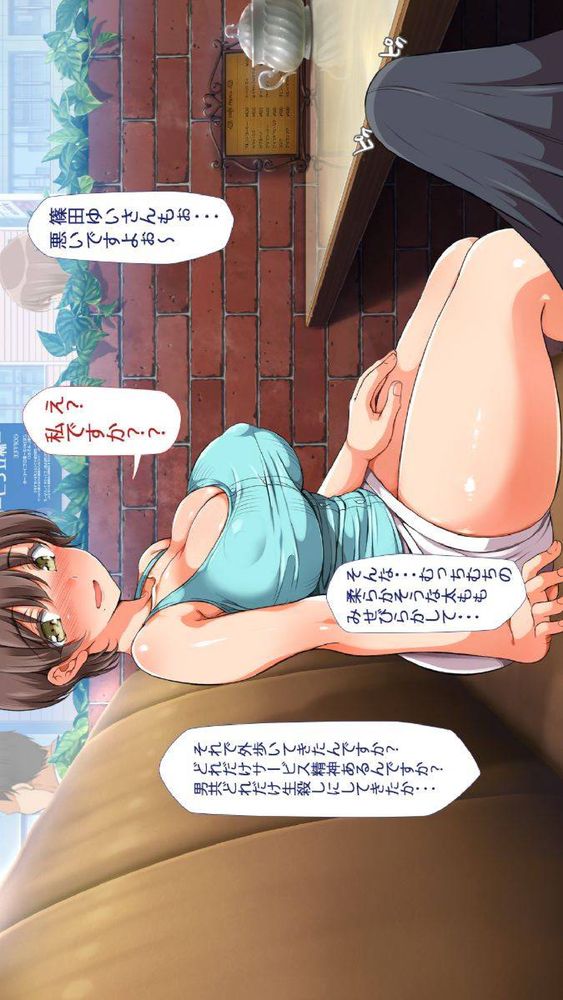 篠田ゆいさんもぉ・・・
悪いですよぉ～
え？
私ですか？？
そんな・・・むっちむちの
柔らかそうな太もも
みせびらかして・・・
それで外歩いてきたんですか？
どれだけサービス精神あるんですか？
男共どれだけ生殺しにしてきたか・・・